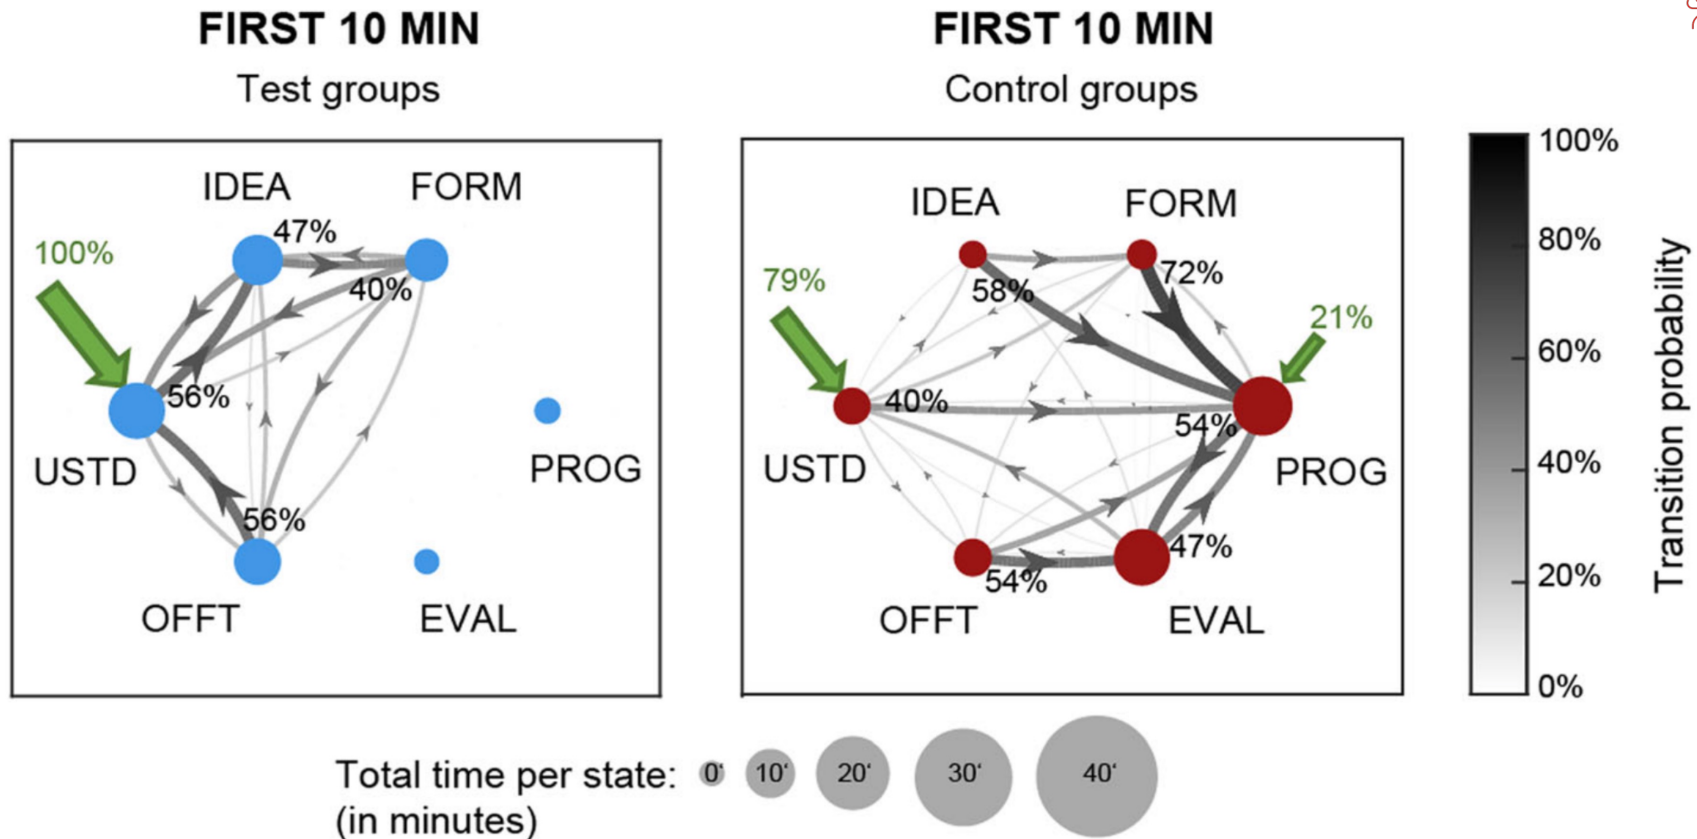 FIRST 10 MIN
Test groups
FIRST 10 MIN
Control groups
IDEA
FORM
47%
100%
40%
56%
USTD
PROG
56%
OFFT
EVAL
IDEA
FORM
79%
58%
72%
21%
40%
54%
USTD
PROG
54%
47%
OFFT
EVAL
100%
80%
60%
40%
20%
0%
Transition probability
Total time per state:
(in minutes)
0‘
10‘
20‘
30‘
40‘